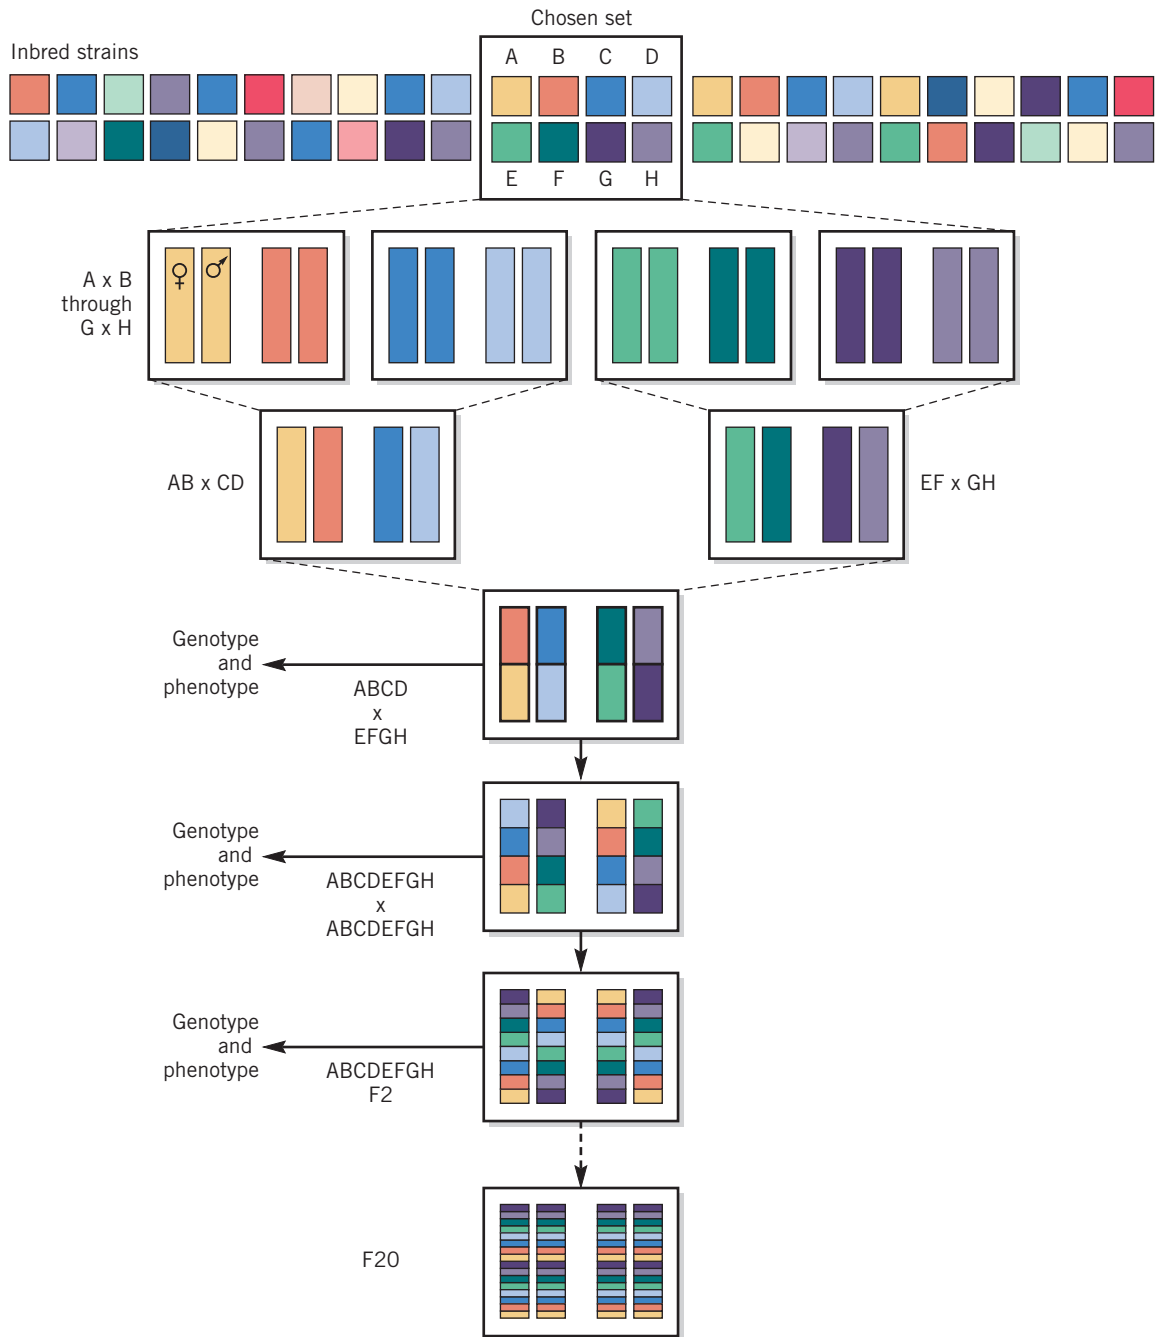 Chosen set
Inbred strains
A B C D
E F G H
♀ ♂
A x B
through
G x H
AB x CD
EF x GH
Genotype
and
phenotype
ABCD
x
EFGH
Genotype
and
phenotype
ABCDEFGH
x
ABCDEFGH
Genotype
and
phenotype
ABCDEFGH
F2
F20